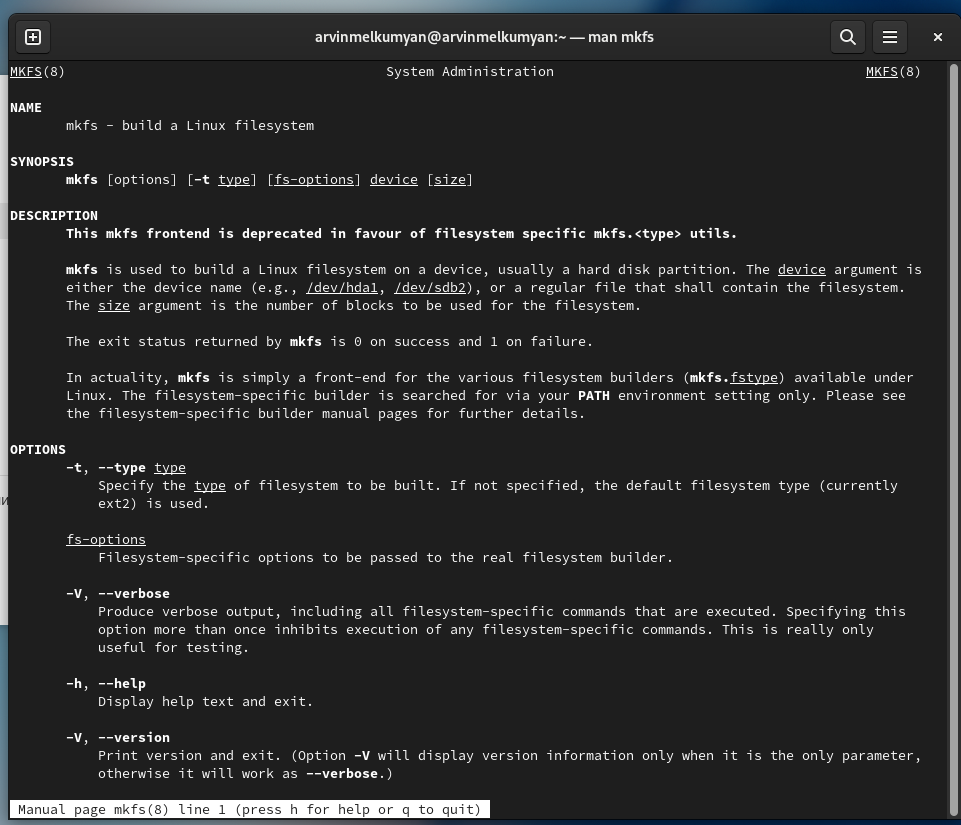 arvinmelkumyan@arvinmelkumyan:~ — man mkfs
MKFS(8) System Administration MKFS(8)
NAME
mkfs - build a Linux filesystem
SYNOPSIS
mkfs [options] [-t type] [fs-options] device [size]
DESCRIPTION
This mkfs frontend is deprecated in favour of filesystem specific mkfs.<type> utils.
mkfs is used to build a Linux filesystem on a device, usually a hard disk partition. The device argument is
either the device name (e.g., /dev/hda1, /dev/sdb2), or a regular file that shall contain the filesystem.
The size argument is the number of blocks to be used for the filesystem.
The exit status returned by mkfs is 0 on success and 1 on failure.
In actuality, mkfs is simply a front-end for the various filesystem builders (mkfs.fstype) available under
Linux. The filesystem-specific builder is searched for via your PATH environment setting only. Please see
the filesystem-specific builder manual pages for further details.
OPTIONS
-t, --type type
Specify the type of filesystem to be built. If not specified, the default filesystem type (currently
ext2) is used.
fs-options
Filesystem-specific options to be passed to the real filesystem builder.
-V, --verbose
Produce verbose output, including all filesystem-specific commands that are executed. Specifying this
option more than once inhibits execution of any filesystem-specific commands. This is really only
useful for testing.
-h, --help
Display help text and exit.
-V, --version
Print version and exit. (Option -V will display version information only when it is the only parameter,
otherwise it will work as --verbose.)
Manual page mkfs(8) line 1 (press h for help or q to quit)